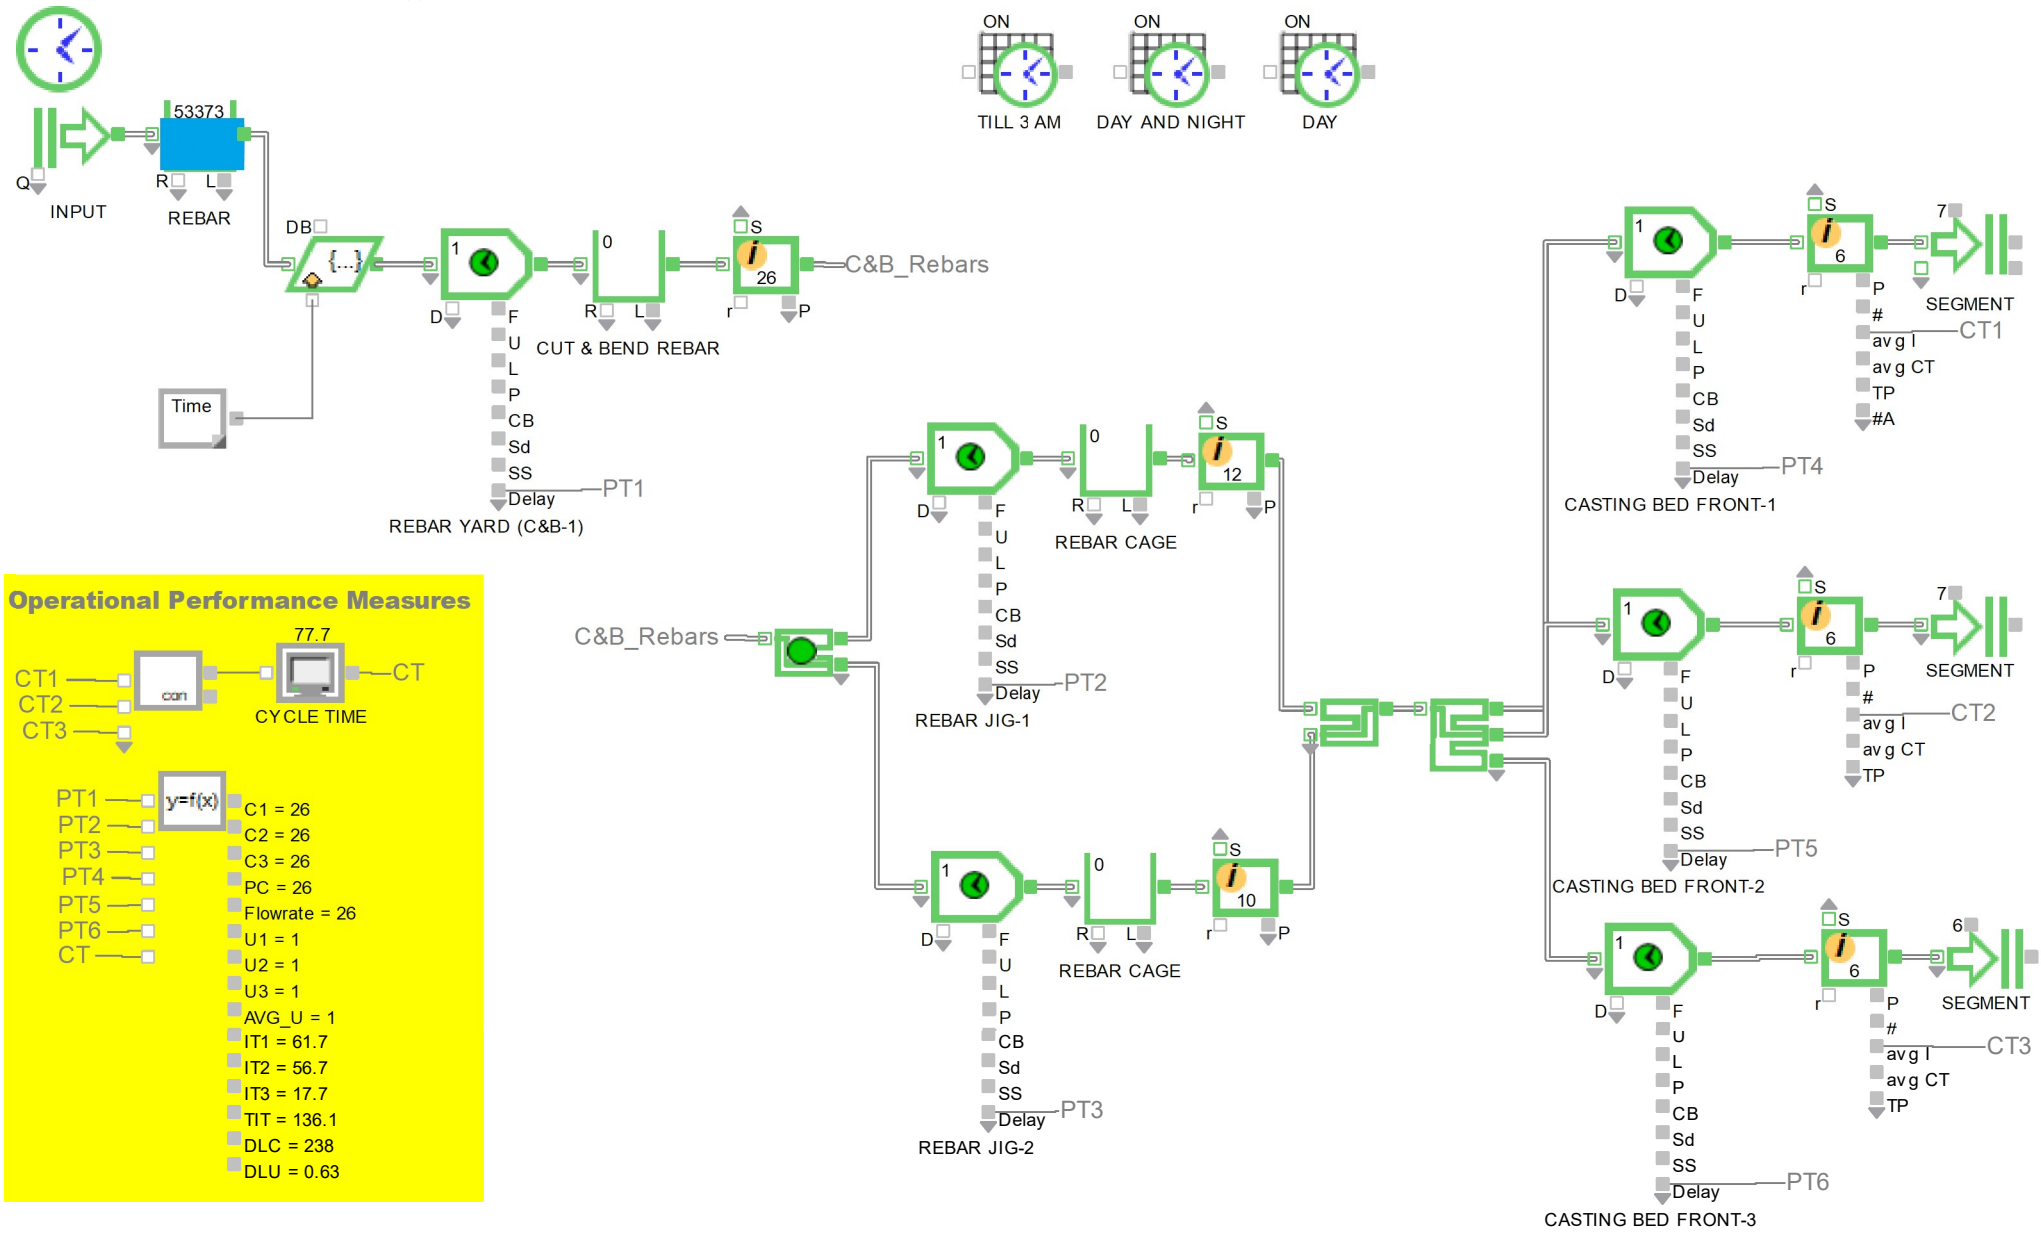 ON
ON
ON
TILL 3 AM
DAY AND NIGHT
DAY
53373
Q
INPUT
R
L
REBAR
DB
{...}
Time
1
D
F
U
L
P
CB
Sd
SS
Delay
PT1
REBAR YARD (C&B-1)
0
R
L
CUT & BEND REBAR
S
i
26
r
P
C&B_Rebars
C&B_Rebars
1
D
F
U
L
P
CB
Sd
SS
Delay
PT2
REBAR JIG-1
0
R
L
REBAR CAGE
S
i
12
r
P
1
D
F
U
L
P
CB
Sd
SS
Delay
PT3
REBAR JIG-2
0
R
L
REBAR CAGE
S
i
10
r
P
1
D
F
U
L
P
CB
Sd
SS
Delay
PT4
CASTING BED FRONT-1
S
i
6
r
P
#
avg I
CT1
avg CT
TP
#A
7
SEGMENT
1
D
F
U
L
P
CB
Sd
SS
Delay
PT5
CASTING BED FRONT-2
S
i
6
r
P
#
avg I
CT2
avg CT
TP
7
SEGMENT
1
D
F
U
L
P
CB
Sd
SS
Delay
PT6
CASTING BED FRONT-3
S
i
6
r
P
#
avg I
CT3
avg CT
TP
6
SEGMENT
Operational Performance Measures
77.7
CT1
CT2
CT3
con
CT
CYCLE TIME
PT1
PT2
PT3
PT4
PT5
PT6
CT
y=f(x)
C1 = 26
C2 = 26
C3 = 26
PC = 26
Flowrate = 26
U1 = 1
U2 = 1
U3 = 1
AVG_U = 1
IT1 = 61.7
IT2 = 56.7
IT3 = 17.7
TIT = 136.1
DLC = 238
DLU = 0.63